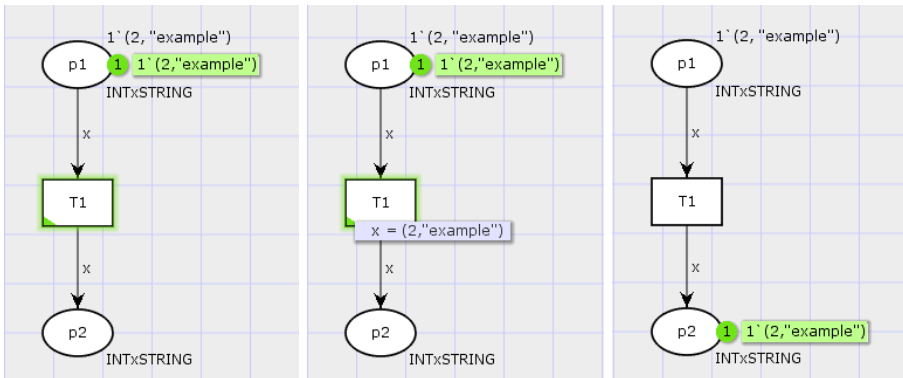 1`(2, "example")
p1
1
1`(2,"example")
INTxSTRING
x
T1
x
p2
INTxSTRING
1`(2, "example")
p1
1
1`(2,"example")
INTxSTRING
x
T1
x = (2,"example")
x
p2
INTxSTRING
1`(2, "example")
p1
INTxSTRING
x
T1
x
p2
1
1`(2,"example")
INTxSTRING